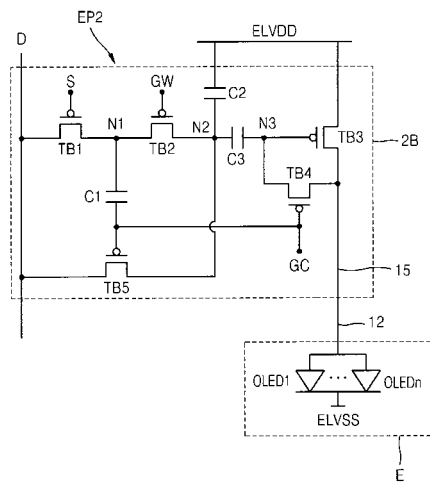 D
EP2
ELVDD
S
GW
C2
N1
N2
N3
TB1
TB2
C3
TB3
2B
C1
TB4
TB5
GC
15
12
OLED1 ... OLEDn
ELVSS
E